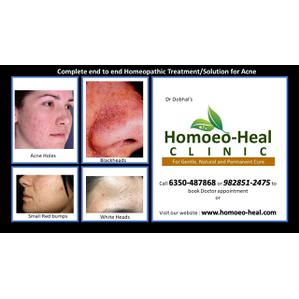 Complete end to end Homeopathic Treatment/Solution for Acne
Acne Holes
Blackheads
Small Red bumps
White Heads
Dr Dobhal's
Homoeo-Heal
CLINIC
For Gentle, Natural and Permanent Cure
Call 6350-487868 or 982851-2475 to
book Doctor appointment
or
Visit our website : www.homoeo-heal.com